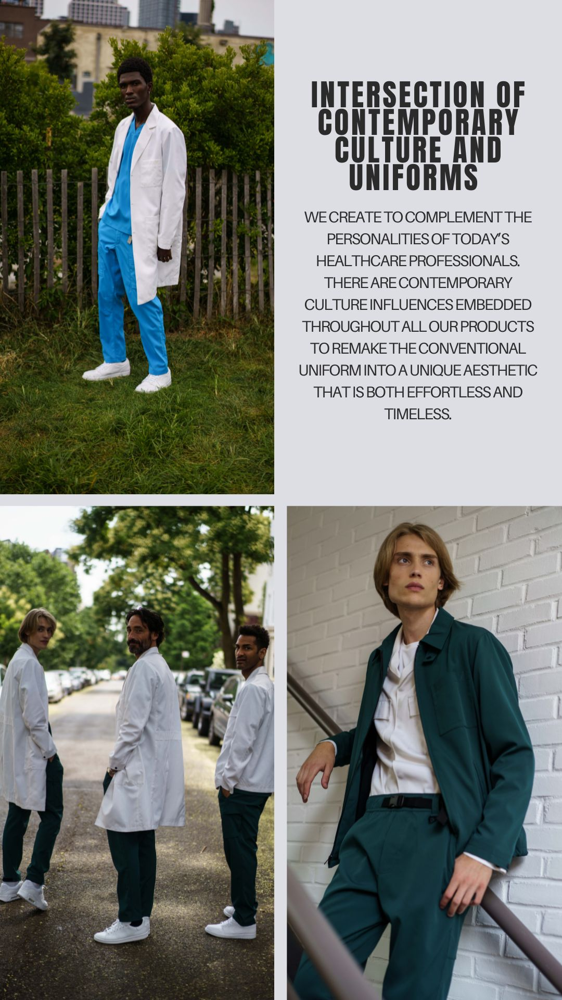 INTERSECTION OF
CONTEMPORARY
CULTURE AND
UNIFORMS
WE CREATE TO COMPLEMENT THE
PERSONALITIES OF TODAY'S
HEALTHCARE PROFESSIONALS.
THERE ARE CONTEMPORARY
CULTURE INFLUENCES EMBEDDED
THROUGHOUT ALL OUR PRODUCTS
TO REMAKE THE CONVENTIONAL
UNIFORM INTO A UNIQUE AESTHETIC
THAT IS BOTH EFFORTLESS AND
TIMELESS.